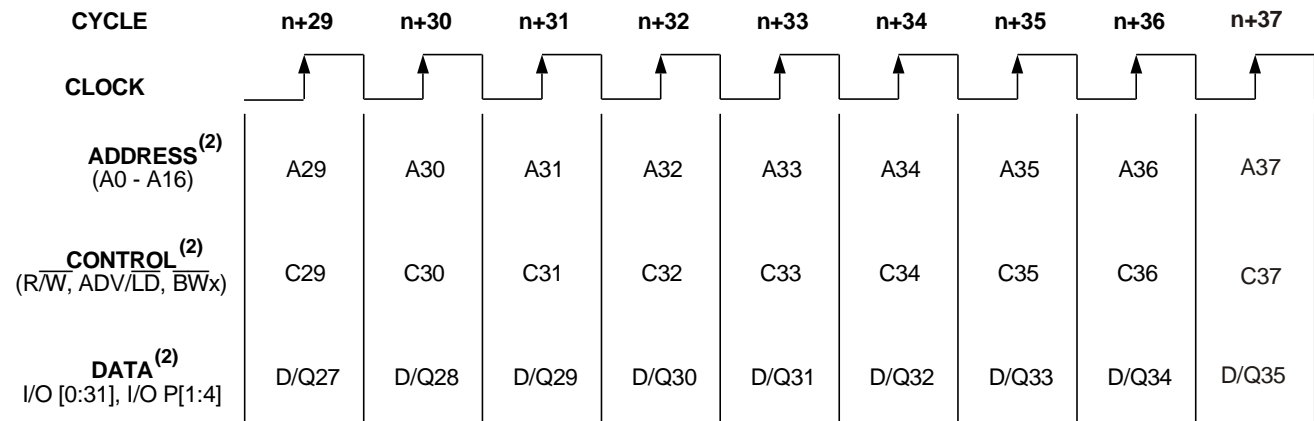 CYCLE n+29 n+30 n+31 n+32 n+33 n+34 n+35 n+36 n+37
CLOCK
ADDRESS(2)
(A0 - A16) A29 A30 A31 A32 A33 A34 A35 A36 A37
CONTROL(2)
(R/W̅, ADV/L̅D̅, B̅W̅x) C29 C30 C31 C32 C33 C34 C35 C36 C37
DATA(2)
I/O [0:31], I/O P[1:4] D/Q27 D/Q28 D/Q29 D/Q30 D/Q31 D/Q32 D/Q33 D/Q34 D/Q35